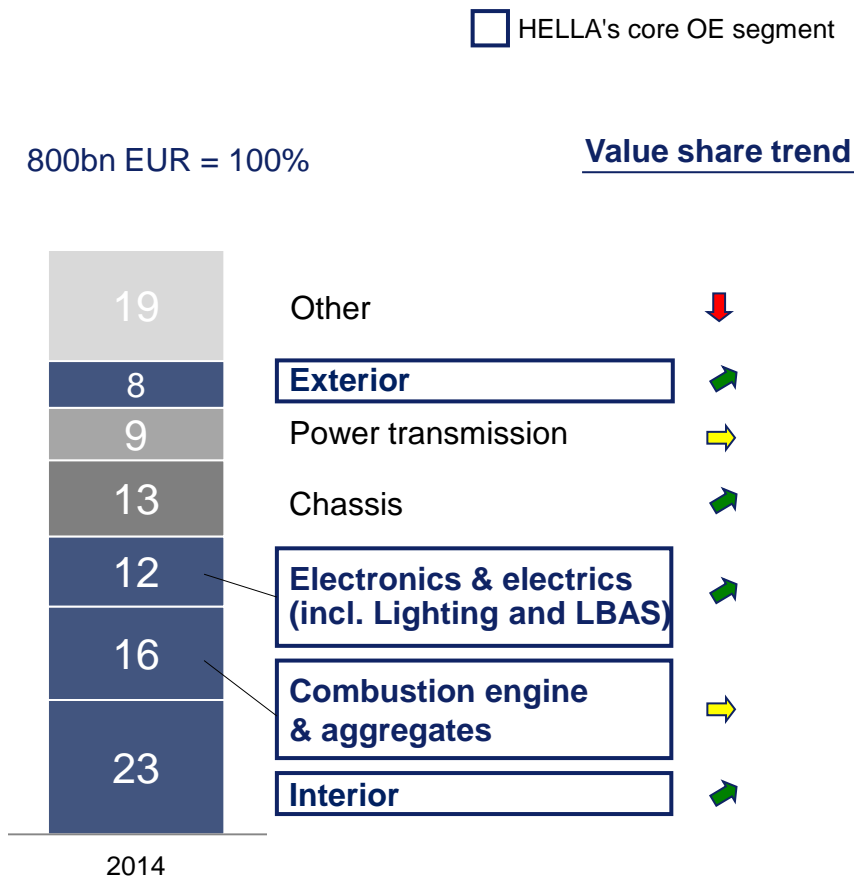 HELLA's core OE segment
800bn EUR = 100%
Value share trend
19
Other
8
Exterior
9
Power transmission
13
Chassis
12
Electronics & electrics
(incl. Lighting and LBAS)
16
Combustion engine
& aggregates
23
Interior
2014